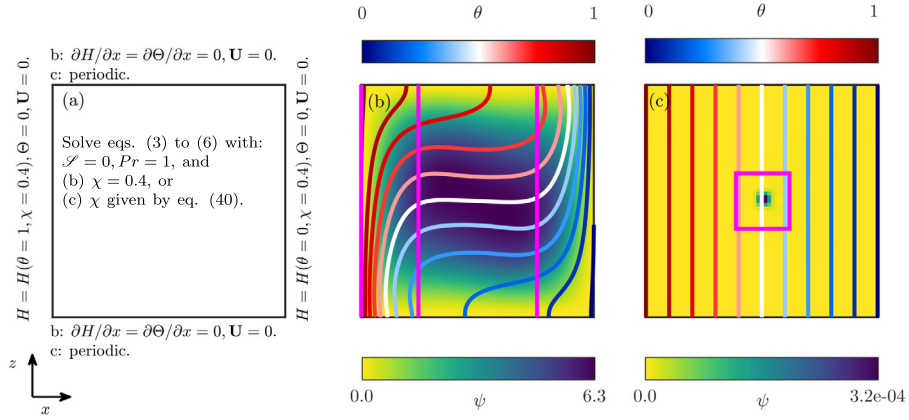 b: ∂H/∂x = ∂Θ/∂x = 0, U = 0.
c: periodic.
H = H(θ = 1, χ = 0.4), Θ = 0, U = 0.
(a)
Solve eqs. (3) to (6) with:
𝒮 = 0, Pr = 1, and
(b) χ = 0.4, or
(c) χ given by eq. (40).
H = H(θ = 0, χ = 0.4), Θ = 0, U = 0.
b: ∂H/∂x = ∂Θ/∂x = 0, U = 0.
c: periodic.
z
x
0 θ 1
(b)
0.0 ψ 6.3
0 θ 1
(c)
0.0 ψ 3.2e-04